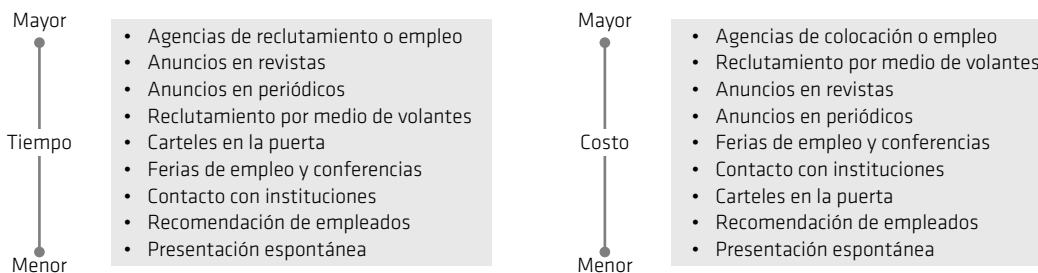 Mayor
Tiempo
Menor
• Agencias de reclutamiento o empleo
• Anuncios en revistas
• Anuncios en periódicos
• Reclutamiento por medio de volantes
• Carteles en la puerta
• Ferias de empleo y conferencias
• Contacto con instituciones
• Recomendación de empleados
• Presentación espontánea
Mayor
Costo
Menor
• Agencias de colocación o empleo
• Reclutamiento por medio de volantes
• Anuncios en revistas
• Anuncios en periódicos
• Ferias de empleo y conferencias
• Contacto con instituciones
• Carteles en la puerta
• Recomendación de empleados
• Presentación espontánea